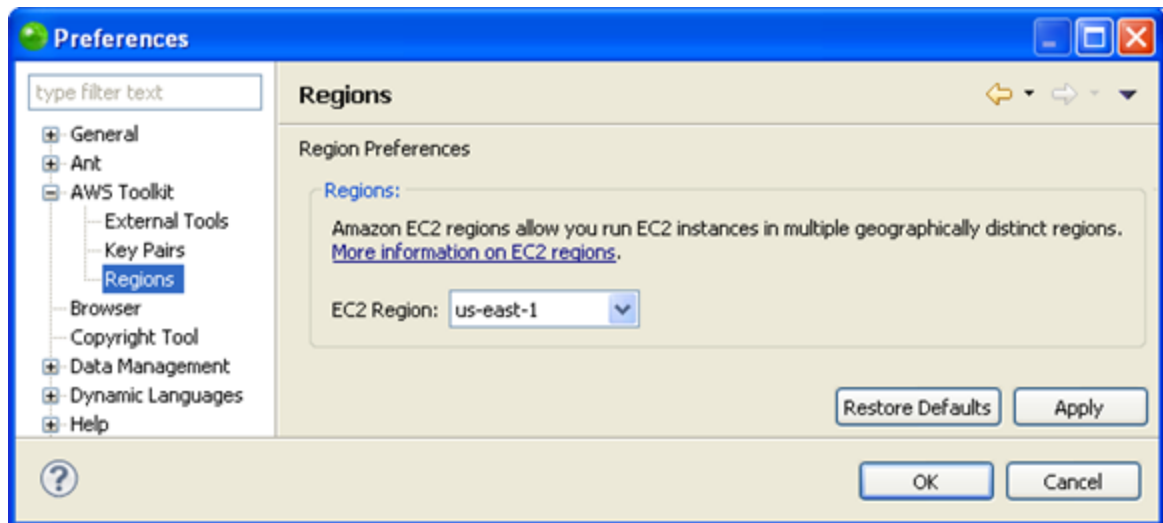 Preferences
type filter text
General
Ant
AWS Toolkit
External Tools
Key Pairs
Regions
Browser
Copyright Tool
Data Management
Dynamic Languages
Help
Regions
Region Preferences
Regions:
Amazon EC2 regions allow you run EC2 instances in multiple geographically distinct regions.
More information on EC2 regions.
EC2 Region: us-east-1
Restore Defaults Apply
? OK Cancel